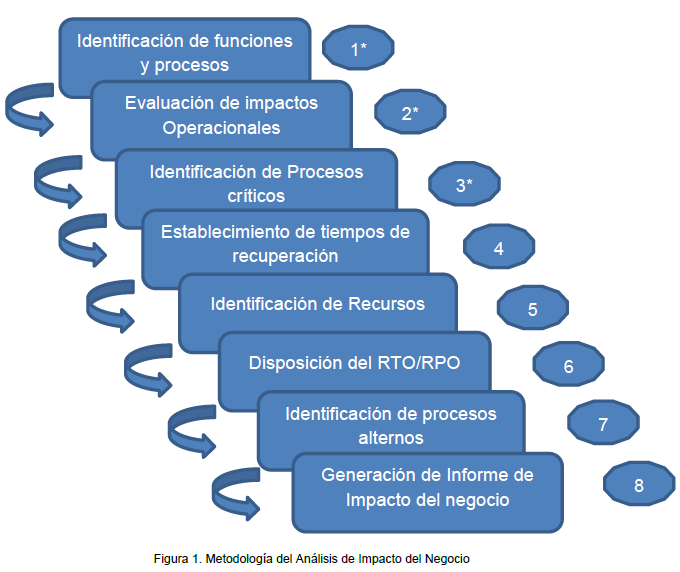 Identificación de funciones
y procesos
1*
Evaluación de impactos
Operacionales
2*
Identificación de Procesos
críticos
3*
Establecimiento de tiempos de
recuperación
4
Identificación de Recursos
5
Disposición del RTO/RPO
6
Identificación de procesos
alternos
7
Generación de Informe de
Impacto del negocio
8
Figura 1. Metodología del Análisis de Impacto del Negocio